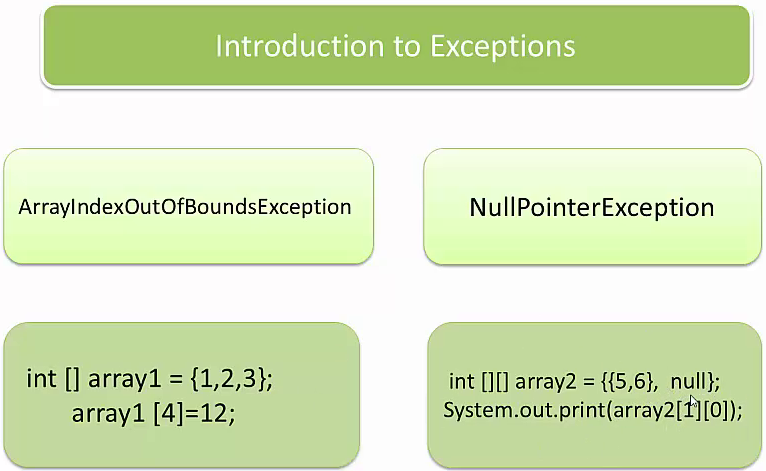 Introduction to Exceptions
ArrayIndexOutOfBoundsException
NullPointerException
int [] array1 = {1,2,3};
array1 [4]=12;
int [][] array2 = {{5,6}, null};
System.out.print(array2[1][0]);